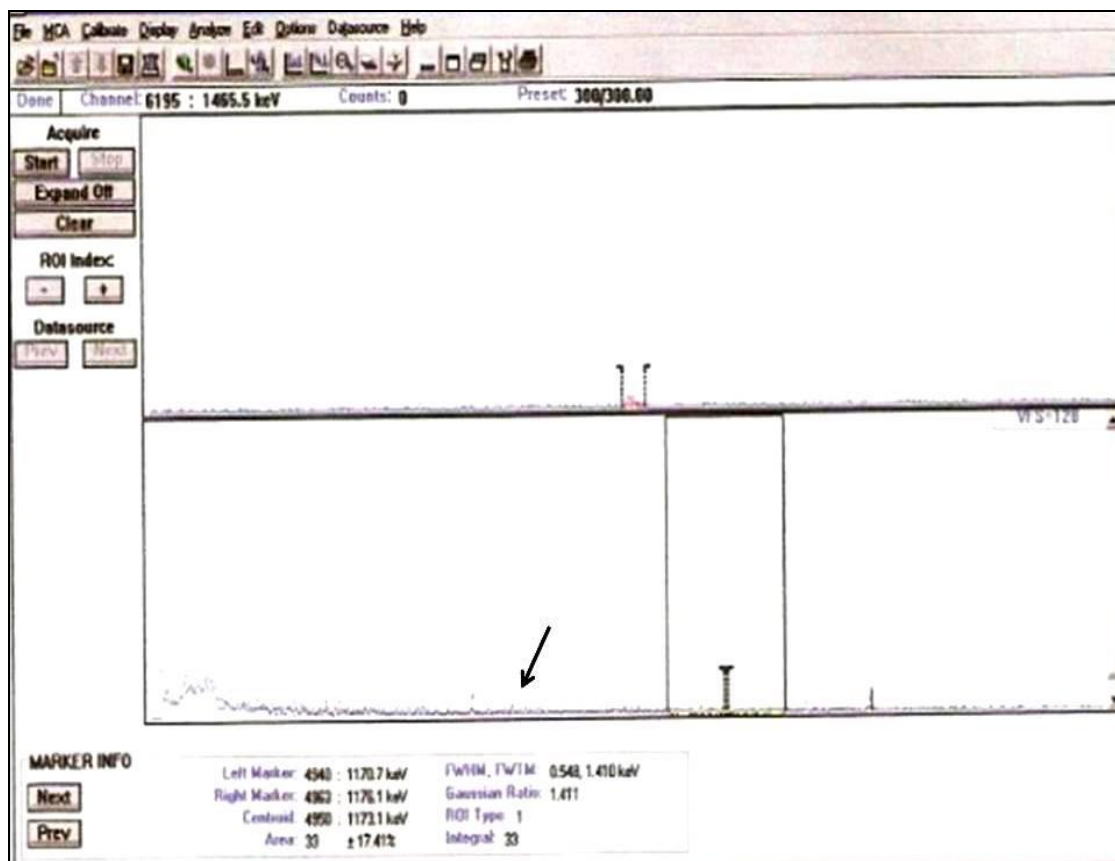 File MCA Calibrate Display Analyze Edit Options Datasource Help
Done Channel: 6195 : 1465.5 keV Counts: 0 Preset: 300/300.00
Acquire
Start Stop
Expand Off
Clear
ROI Index:
- +
Datasource
Prev Next
VFS=128
MARKER INFO
Next
Prev
Left Marker: 4940 : 1170.7 keV FWHM, FWTM: 0.548, 1.410 keV
Right Marker: 4963 : 1176.1 keV Gaussian Ratio: 1.411
Centroid: 4950 : 1173.1 keV ROI Type: 1
Area: 33 ± 17.41% Integral: 33